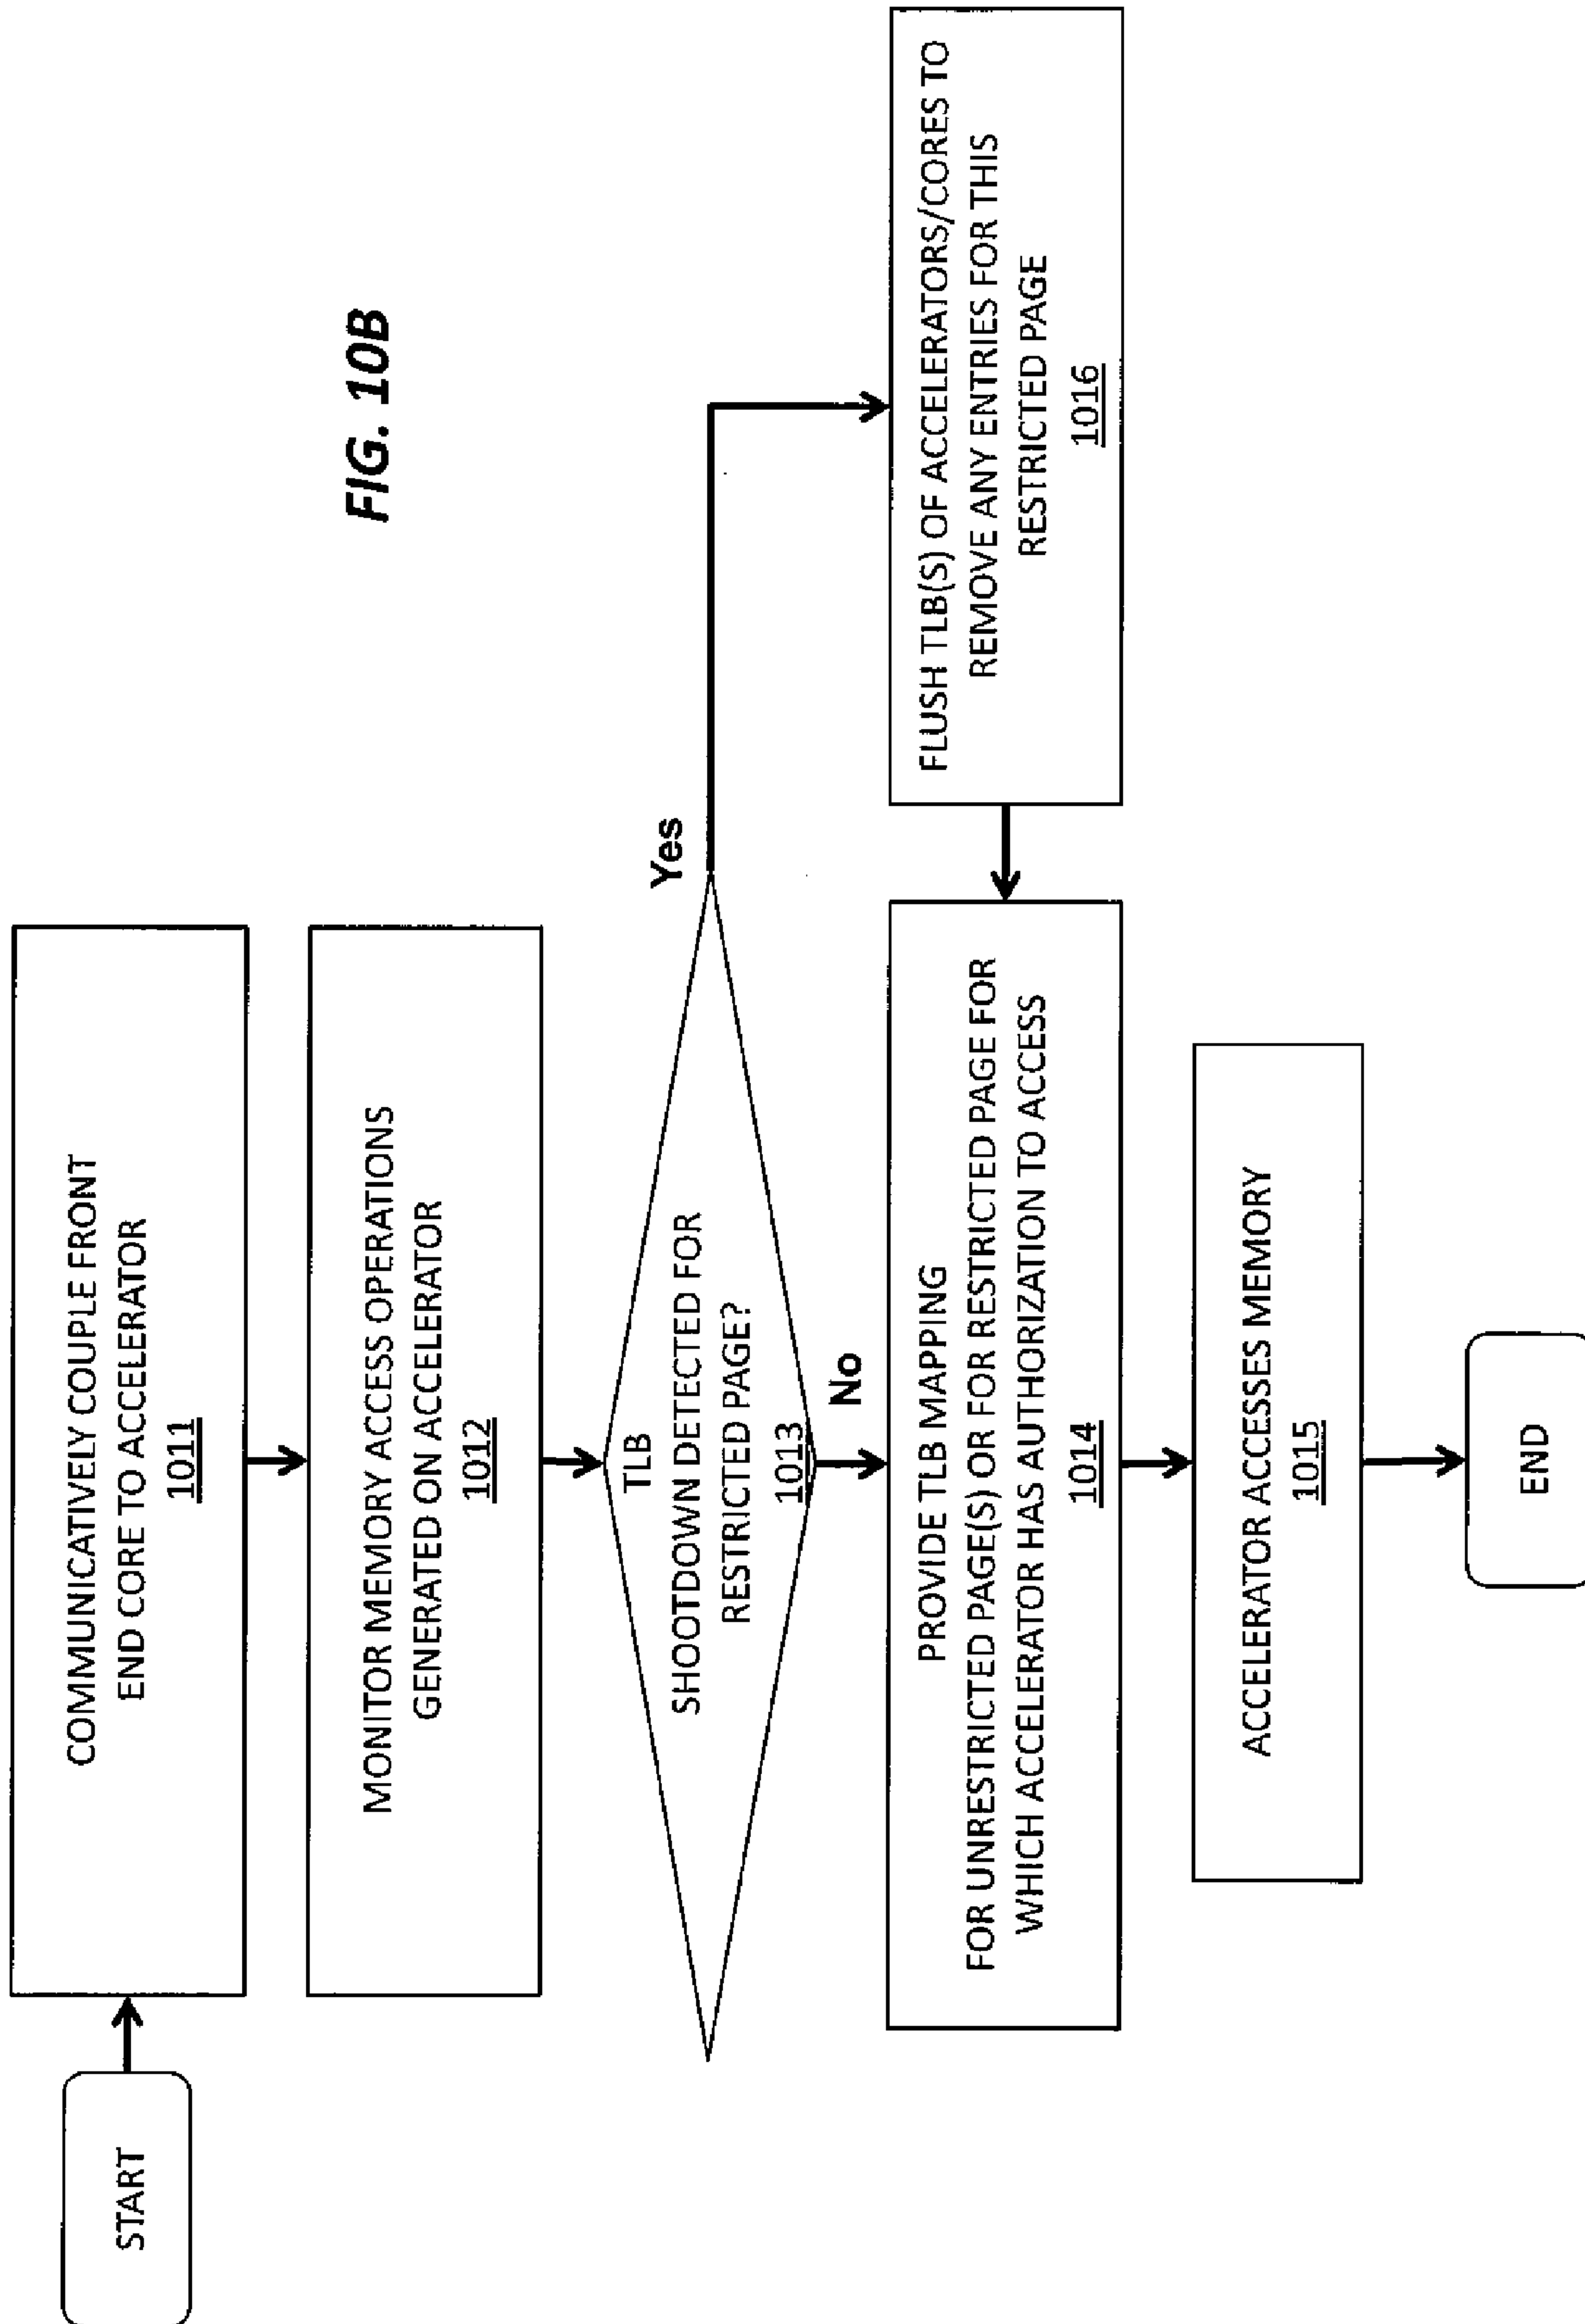 START
COMMUNICATIVELY COUPLE FRONT
END CORE TO ACCELERATOR
1011
MONITOR MEMORY ACCESS OPERATIONS
GENERATED ON ACCELERATOR
1012
TLB
SHOOTDOWN DETECTED FOR
RESTRICTED PAGE?
1013
Yes
No
FIG. 10B
PROVIDE TLB MAPPING
FOR UNRESTRICTED PAGE(S) OR FOR RESTRICTED PAGE FOR
WHICH ACCELERATOR HAS AUTHORIZATION TO ACCESS
1014
FLUSH TLB(S) OF ACCELERATORS/CORES TO
REMOVE ANY ENTRIES FOR THIS
RESTRICTED PAGE
1016
ACCELERATOR ACCESSES MEMORY
1015
END